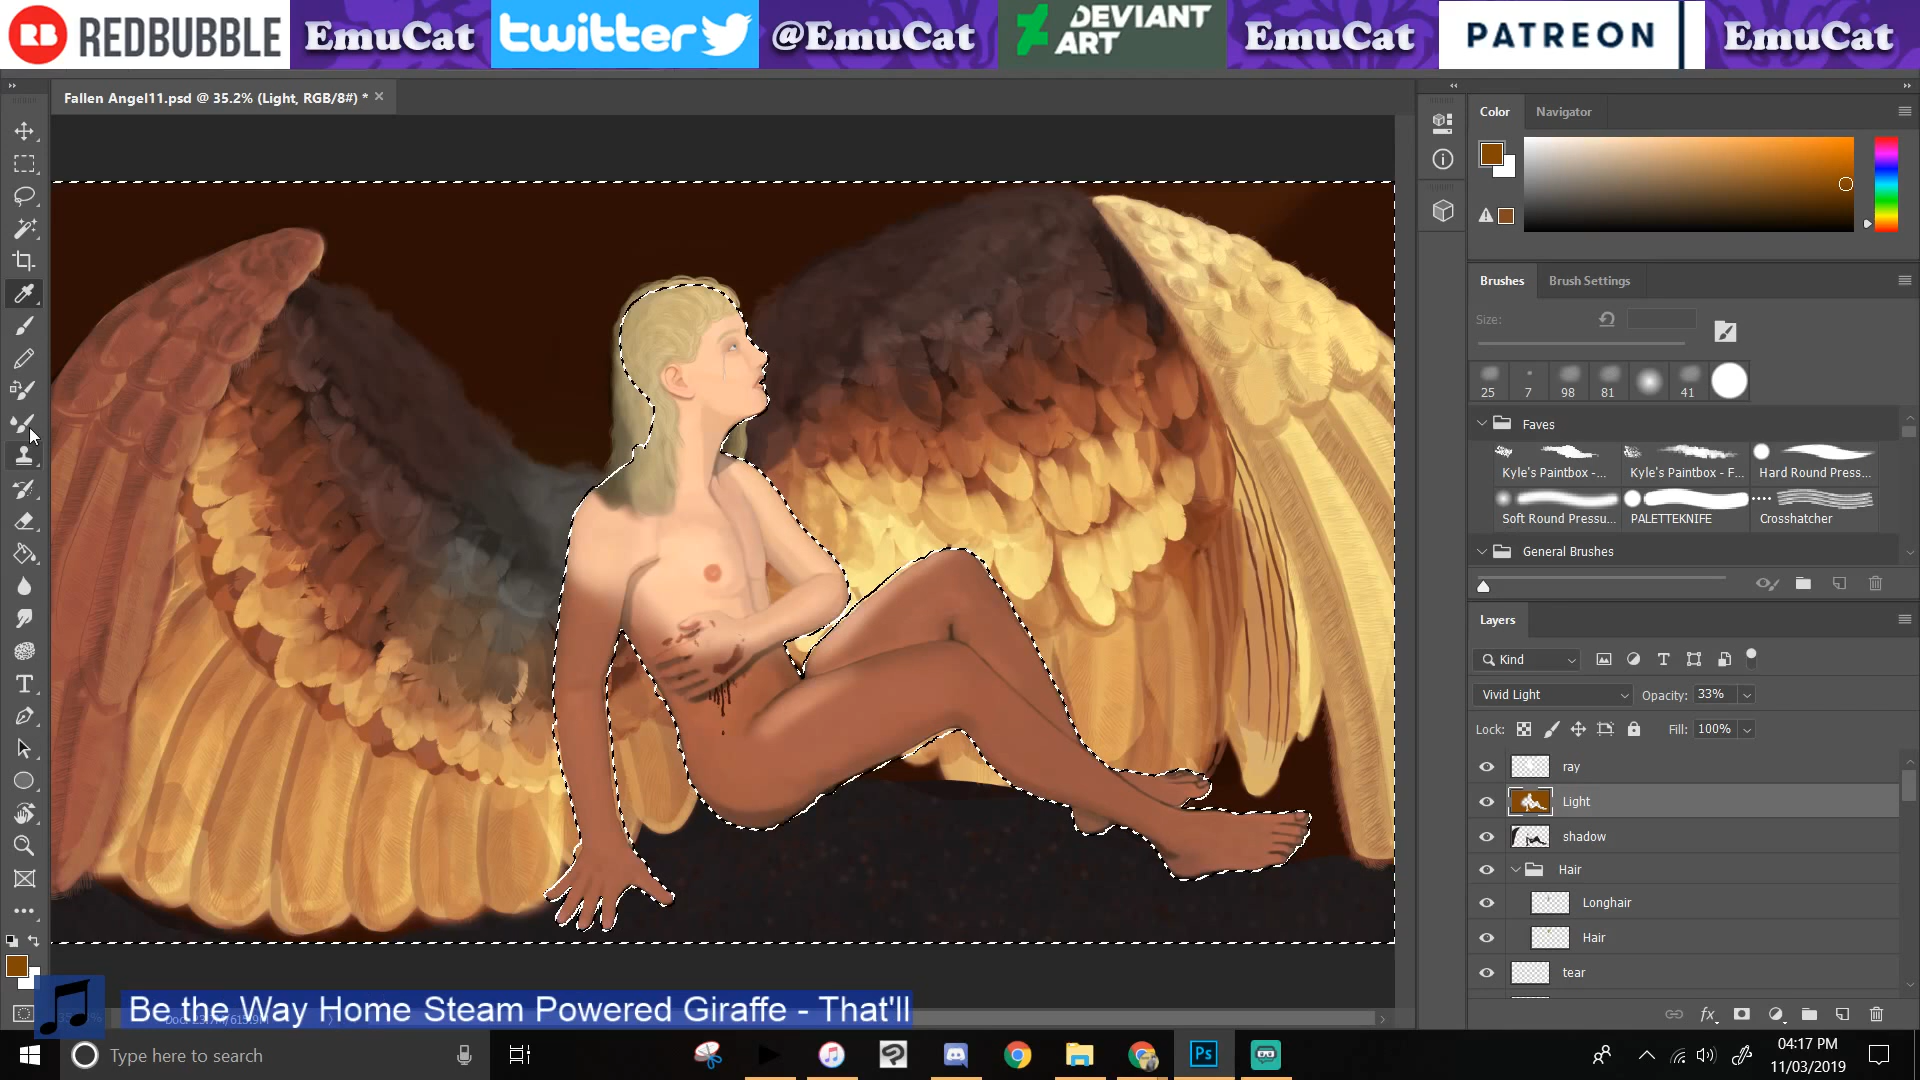 REDBUBBLE EmuCat twitter @EmuCat DEVIANT ART EmuCat PATREON EmuCat
Fallen Angel11.psd @ 35.2% (Light, RGB/8#) *
Color Navigator
Brushes Brush Settings
Size:
25 7 98 81 41
Faves
Kyle's Paintbox -... Kyle's Paintbox - F... Hard Round Press...
Soft Round Pressu... PALETTEKNIFE Crosshatcher
General Brushes
Layers
Kind
Vivid Light Opacity: 33%
Lock: Fill: 100%
ray
Light
shadow
Hair
Longhair
Hair
tear
Be the Way Home Steam Powered Giraffe - That'll
Type here to search
04:17 PM
11/03/2019